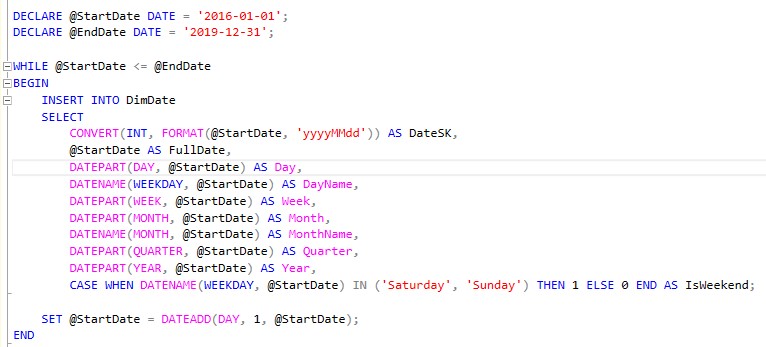 DECLARE @StartDate DATE = '2016-01-01';
DECLARE @EndDate DATE = '2019-12-31';

WHILE @StartDate <= @EndDate
BEGIN
    INSERT INTO DimDate
    SELECT
        CONVERT(INT, FORMAT(@StartDate, 'yyyyMMdd')) AS DateSK,
        @StartDate AS FullDate,
        DATEPART(DAY, @StartDate) AS Day,
        DATENAME(WEEKDAY, @StartDate) AS DayName,
        DATEPART(WEEK, @StartDate) AS Week,
        DATEPART(MONTH, @StartDate) AS Month,
        DATENAME(MONTH, @StartDate) AS MonthName,
        DATEPART(QUARTER, @StartDate) AS Quarter,
        DATEPART(YEAR, @StartDate) AS Year,
        CASE WHEN DATENAME(WEEKDAY, @StartDate) IN ('Saturday', 'Sunday') THEN 1 ELSE 0 END AS IsWeekend;

    SET @StartDate = DATEADD(DAY, 1, @StartDate);
END